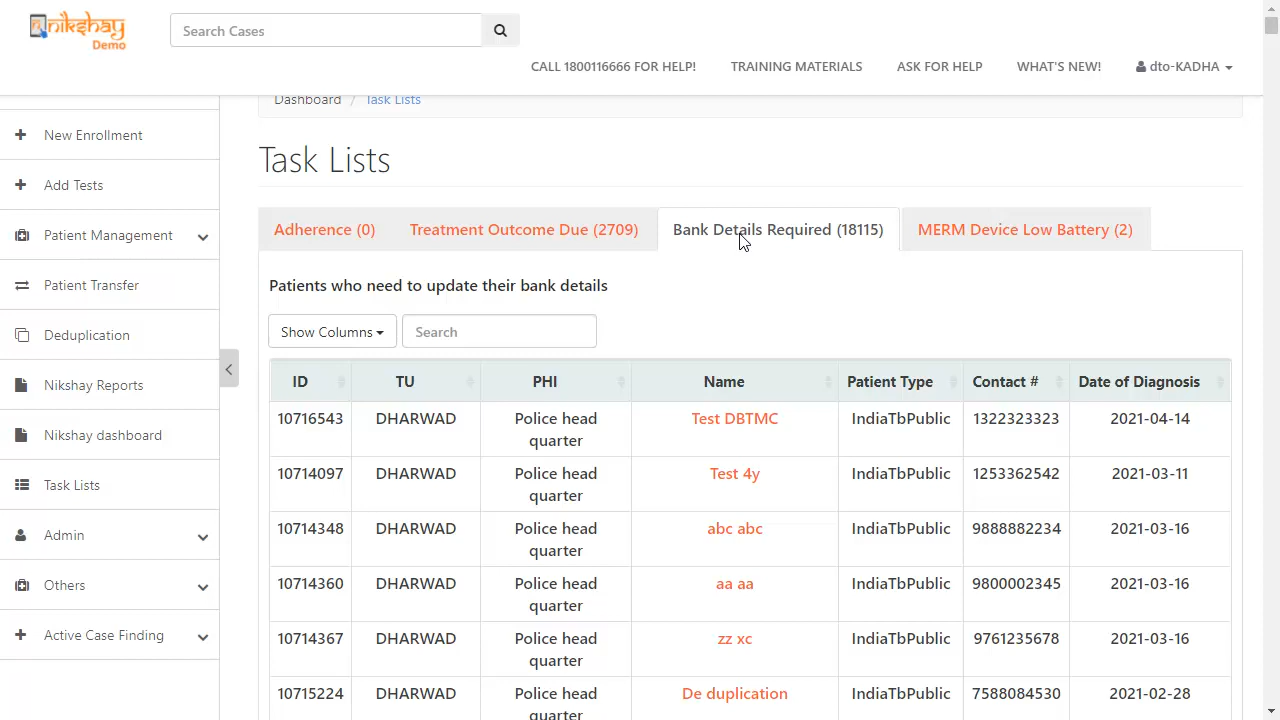 nikshay
Demo
Search Cases
CALL 1800116666 FOR HELP! TRAINING MATERIALS ASK FOR HELP WHAT'S NEW! dto-KADHA
Dashboard / Task Lists
New Enrollment
Add Tests
Patient Management
Patient Transfer
Deduplication
Nikshay Reports
Nikshay dashboard
Task Lists
Admin
Others
Active Case Finding
Task Lists
Adherence (0) Treatment Outcome Due (2709) Bank Details Required (18115) MERM Device Low Battery (2)
Patients who need to update their bank details
Show Columns Search
ID TU PHI Name Patient Type Contact # Date of Diagnosis
10716543 DHARWAD Police head quarter Test DBTMC IndiaTbPublic 1322323323 2021-04-14
10714097 DHARWAD Police head quarter Test 4y IndiaTbPublic 1253362542 2021-03-11
10714348 DHARWAD Police head quarter abc abc IndiaTbPublic 9888882234 2021-03-16
10714360 DHARWAD Police head quarter aa aa IndiaTbPublic 9800002345 2021-03-16
10714367 DHARWAD Police head quarter zz xc IndiaTbPublic 9761235678 2021-03-16
10715224 DHARWAD Police head quarter De duplication IndiaTbPublic 7588084530 2021-02-28